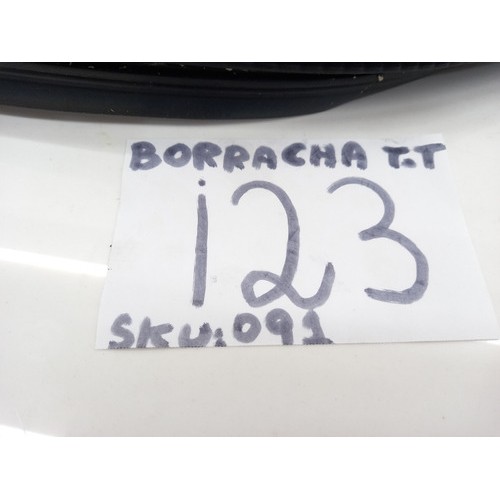 BORRACHA T.T
i23
SKU:091